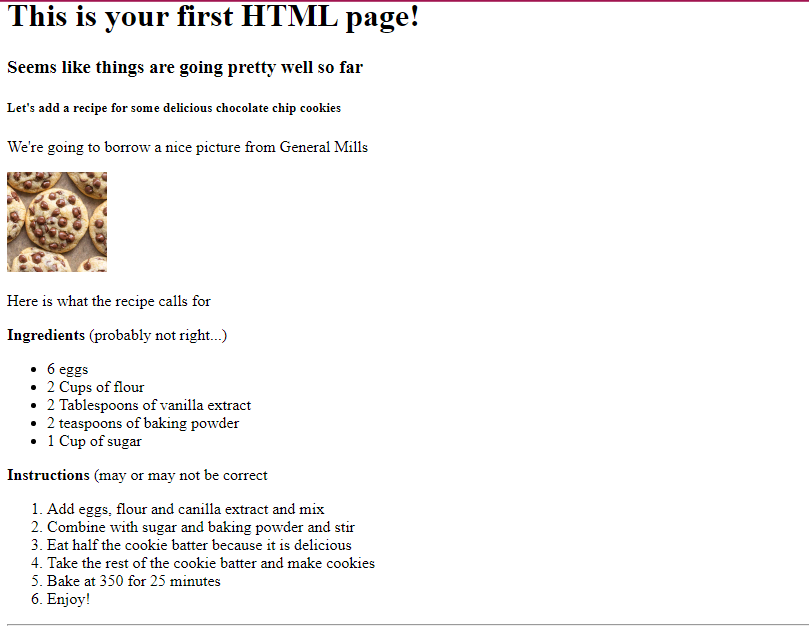 This is your first HTML page!
Seems like things are going pretty well so far
Let's add a recipe for some delicious chocolate chip cookies
We're going to borrow a nice picture from General Mills
Here is what the recipe calls for
Ingredients (probably not right...)
• 6 eggs
• 2 Cups of flour
• 2 Tablespoons of vanilla extract
• 2 teaspoons of baking powder
• 1 Cup of sugar
Instructions (may or may not be correct
1. Add eggs, flour and canilla extract and mix
2. Combine with sugar and baking powder and stir
3. Eat half the cookie batter because it is delicious
4. Take the rest of the cookie batter and make cookies
5. Bake at 350 for 25 minutes
6. Enjoy!